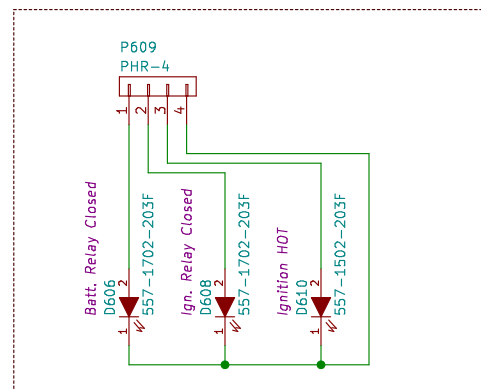 P609
PHR-4
1
2
3
4
Batt. Relay Closed
D606
557-1702-203F
2
1
Ign. Relay Closed
D608
557-1702-203F
2
1
Ignition HOT
D610
557-1502-203F
2
1